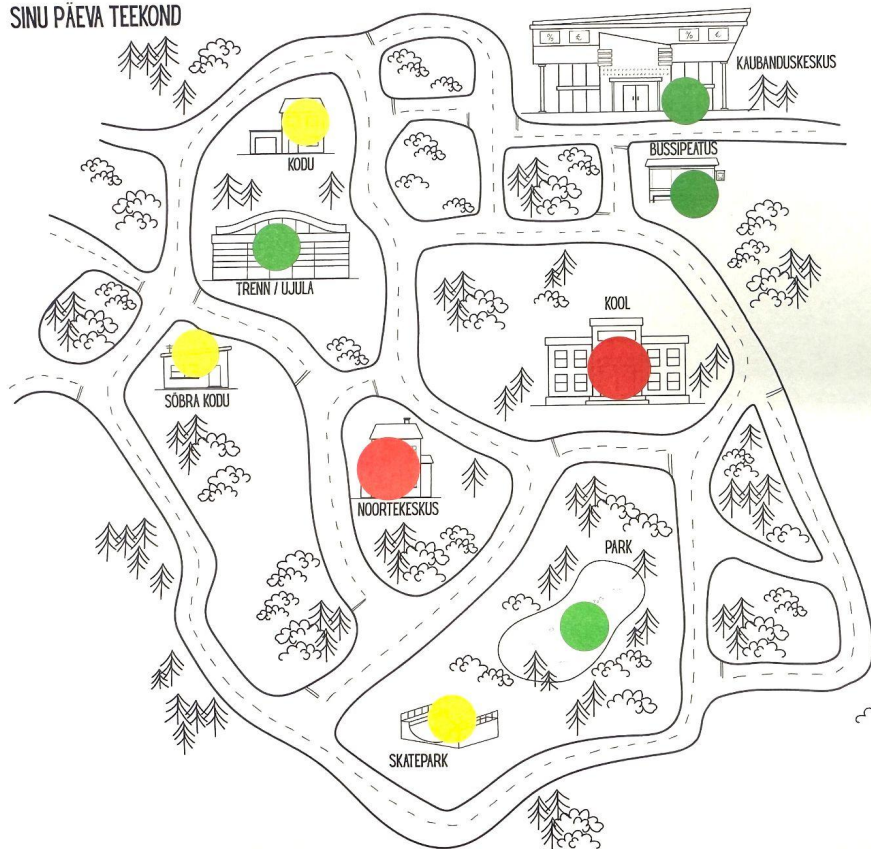 SINU PÄEVA TEEKOND
% € % €
KAUBANDUSKESKUS
BUSSIPEATUS
KODU
TRENN / UJULA
KOOL
SÕBRA KODU
NOORTEKESKUS
PARK
SKATEPARK